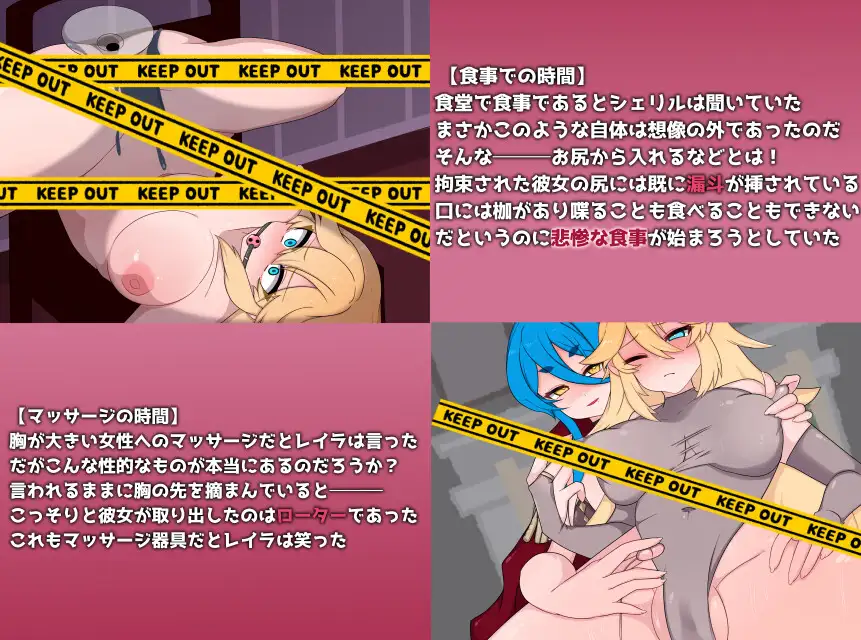 KEEP OUT KEEP OUT KEEP OUT KEEP OUT
KEEP OUT KEEP OUT KEEP OUT KEEP OUT KEEP OUT
OUT KEEP OUT KEEP OUT KEEP OUT
【食事での時間】
食堂で食事であるとシェリルは聞いていた
まさかこのような自体は想像の外であったのだ
そんな───お尻から入れるなどとは！
拘束された彼女の尻には既に漏斗が挿されている
口には枷があり喋ることも食べることもできない
だというのに悲惨な食事が始まろうとしていた
【マッサージの時間】
胸が大きい女性へのマッサージだとレイラは言った
だがこんな性的なものが本当にあるのだろうか？
言われるままに胸の先を摘まんでいると───
こっそりと彼女が取り出したのはローターであった
これもマッサージ器具だとレイラは笑った
KEEP OUT KEEP OUT KEEP OUT KEEP OUT KEEP OUT